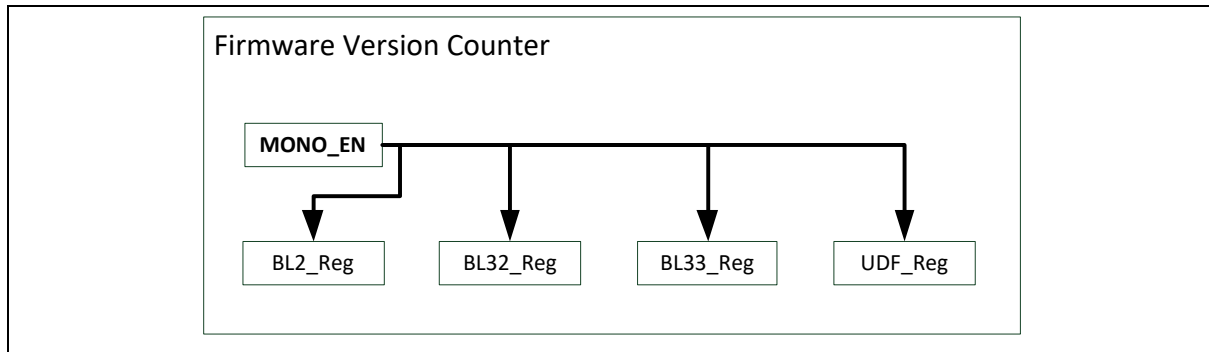 Firmware Version Counter
MONO_EN
BL2_Reg
BL32_Reg
BL33_Reg
UDF_Reg